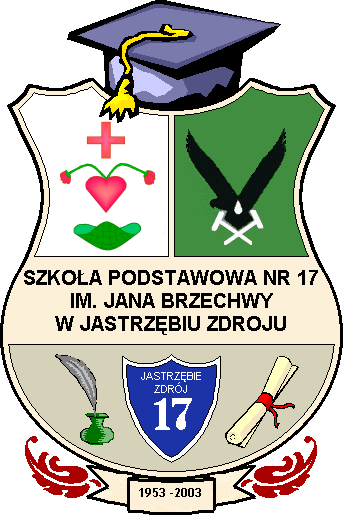 SZKOŁA PODSTAWOWA NR 17
IM. JANA BRZECHWY
W JASTRZĘBIU ZDROJU
JASTRZĘBIE
ZDRÓJ
17
1953 -2003